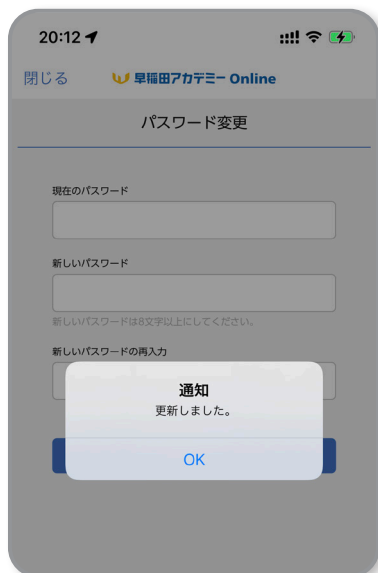 20:12
閉じる
早稲田アカデミー Online
パスワード変更
現在のパスワード
新しいパスワード
新しいパスワードは8文字以上にしてください。
新しいパスワードの再入力
通知
更新しました。
OK